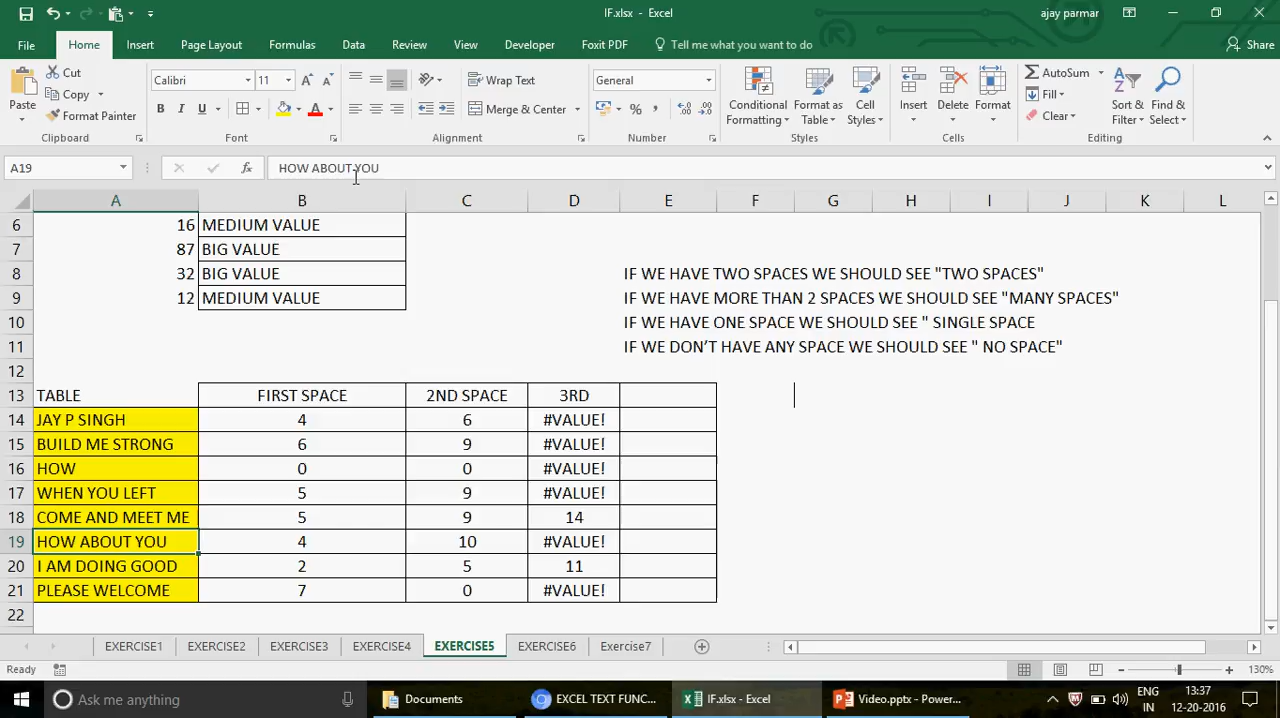 IF.xlsx - Excel
ajay parmar
File Home Insert Page Layout Formulas Data Review View Developer Foxit PDF Tell me what you want to do Share
Paste
Cut
Copy
Format Painter
Calibri 11
B I U
Wrap Text
Merge & Center
General
Conditional Formatting
Format as Table
Cell Styles
Insert
Delete
Format
AutoSum
Fill
Clear
Sort & Filter
Find & Select
Clipboard Font Alignment Number Styles Cells Editing
A19 fx HOW ABOUT YOU
A B C D E F G H I J K L
6 16 MEDIUM VALUE
7 87 BIG VALUE
8 32 BIG VALUE IF WE HAVE TWO SPACES WE SHOULD SEE "TWO SPACES"
9 12 MEDIUM VALUE IF WE HAVE MORE THAN 2 SPACES WE SHOULD SEE "MANY SPACES"
10 IF WE HAVE ONE SPACE WE SHOULD SEE " SINGLE SPACE
11 IF WE DON'T HAVE ANY SPACE WE SHOULD SEE " NO SPACE"
12
13 TABLE FIRST SPACE 2ND SPACE 3RD
14 JAY P SINGH 4 6 #VALUE!
15 BUILD ME STRONG 6 9 #VALUE!
16 HOW 0 0 #VALUE!
17 WHEN YOU LEFT 5 9 #VALUE!
18 COME AND MEET ME 5 9 14
19 HOW ABOUT YOU 4 10 #VALUE!
20 I AM DOING GOOD 2 5 11
21 PLEASE WELCOME 7 0 #VALUE!
22
EXERCISE1 EXERCISE2 EXERCISE3 EXERCISE4 EXERCISE5 EXERCISE6 Exercise7
Ready 130%
Ask me anything Documents EXCEL TEXT FUNC... IF.xlsx - Excel Video.pptx - Power...
ENG 13:37
IN 12-20-2016